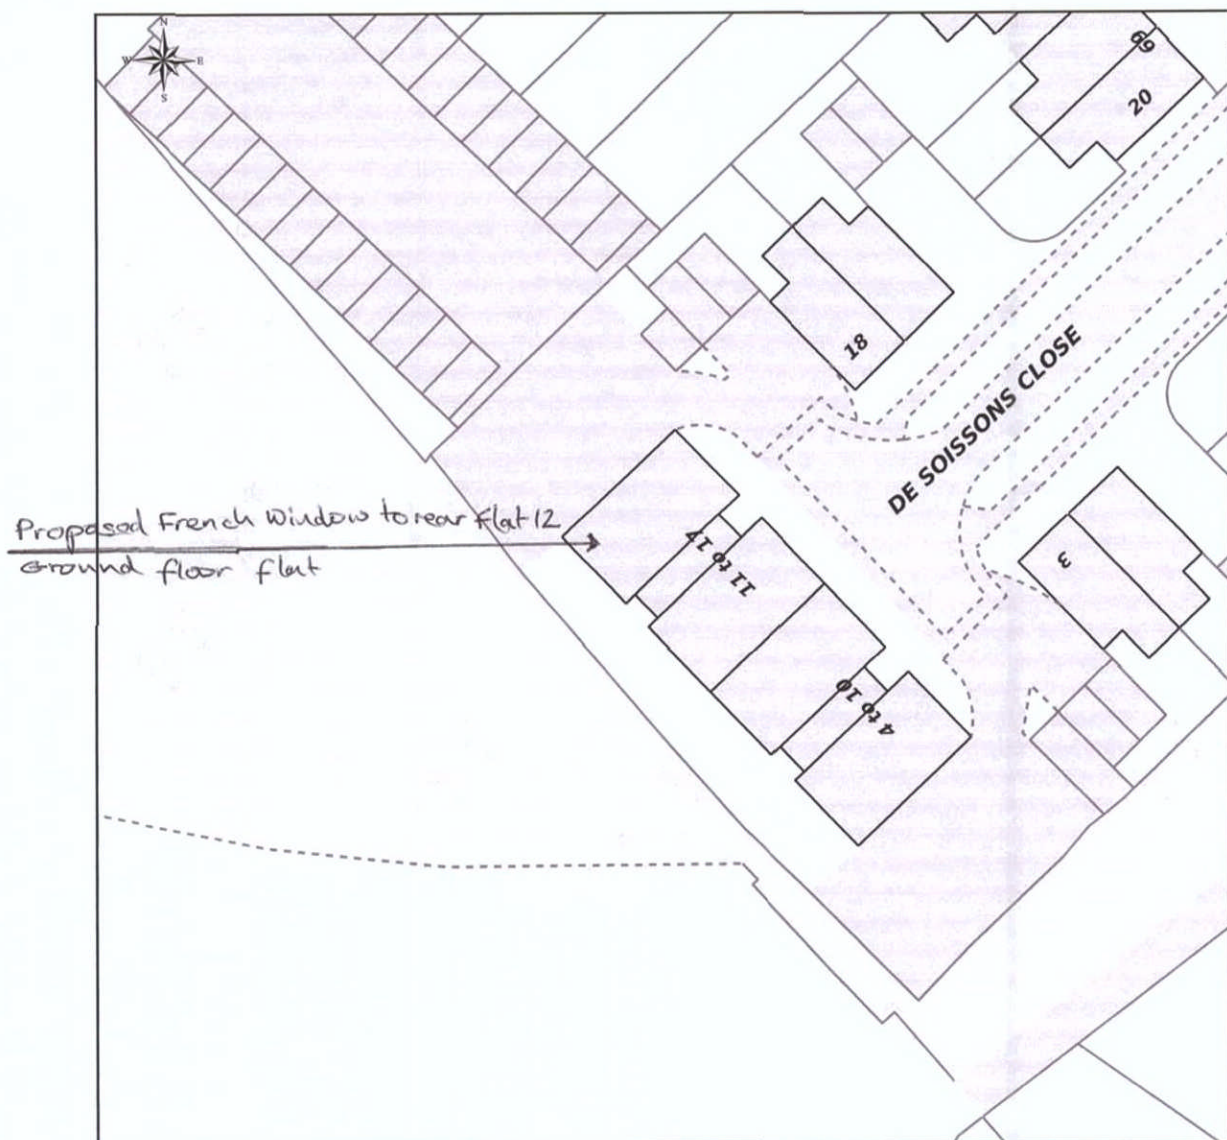 N
W E
S
69
20
18
DE SOISSONS CLOSE
Proposed French Window to rear flat 12
Ground floor flat
11 to 17
3
4 to 10